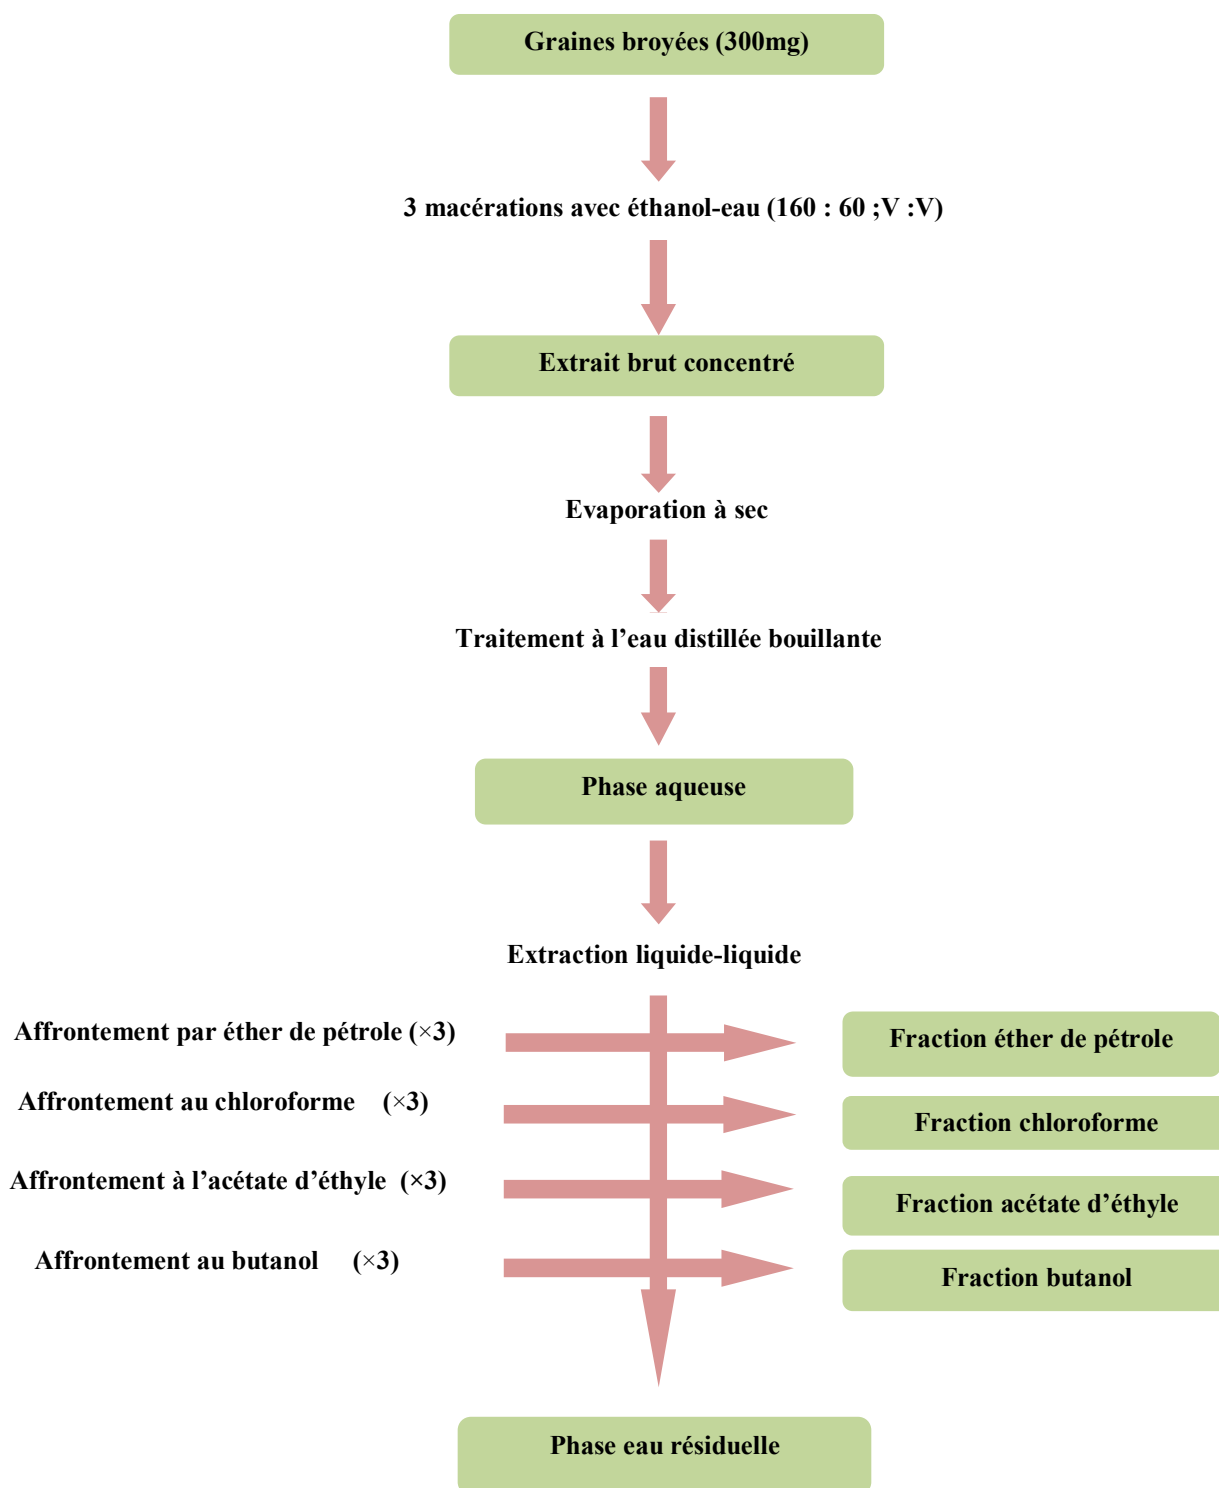 Graines broyées (300mg)
3 macérations avec éthanol-eau (160 : 60 ;V :V)
Extrait brut concentré
Evaporation à sec
Traitement à l’eau distillée bouillante
Phase aqueuse
Extraction liquide-liquide
Affrontement par éther de pétrole (×3)
Fraction éther de pétrole
Affrontement au chloroforme (×3)
Fraction chloroforme
Affrontement à l’acétate d’éthyle (×3)
Fraction acétate d’éthyle
Affrontement au butanol (×3)
Fraction butanol
Phase eau résiduelle